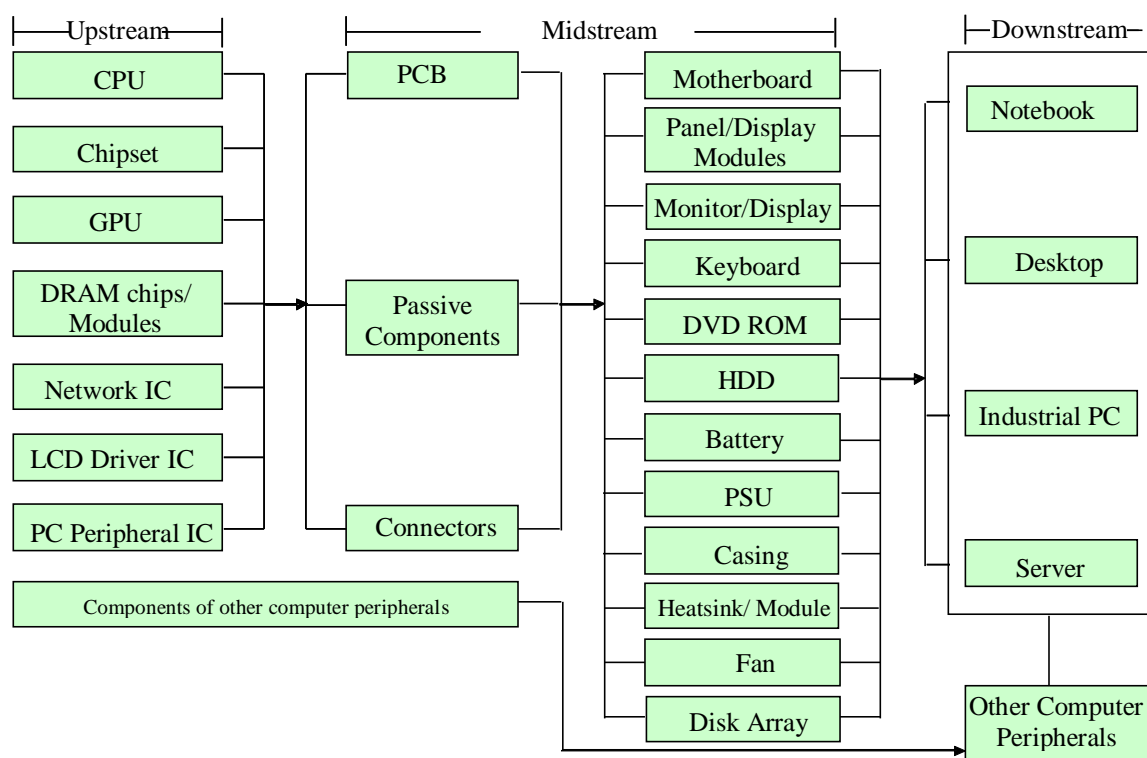 Upstream
Midstream
Downstream
CPU
Chipset
GPU
DRAM chips/
Modules
Network IC
LCD Driver IC
PC Peripheral IC
Components of other computer peripherals
PCB
Passive
Components
Connectors
Motherboard
Panel/Display
Modules
Monitor/Display
Keyboard
DVD ROM
HDD
Battery
PSU
Casing
Heatsink/ Module
Fan
Disk Array
Notebook
Desktop
Industrial PC
Server
Other Computer
Peripherals